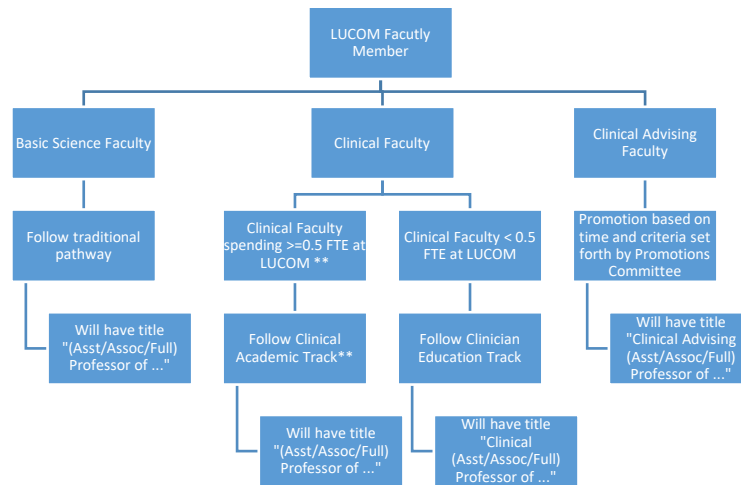 LUCOM Facutly
Member
Basic Science Faculty
Clinical Faculty
Clinical Advising
Faculty
Follow traditional
pathway
Clinical Faculty
spending >=0.5 FTE at
LUCOM **
Clinical Faculty < 0.5
FTE at LUCOM
Promotion based on
time and criteria set
forth by Promotions
Committee
Will have title
"(Asst/Assoc/Full)
Professor of ..."
Follow Clinical
Academic Track**
Follow Clinician
Education Track
Will have title
"Clinical Advising
(Asst/Assoc/Full)
Professor of ..."
Will have title
"(Asst/Assoc/Full)
Professor of ..."
Will have title
"Clinical
(Asst/Assoc/Full)
Professor of ..."